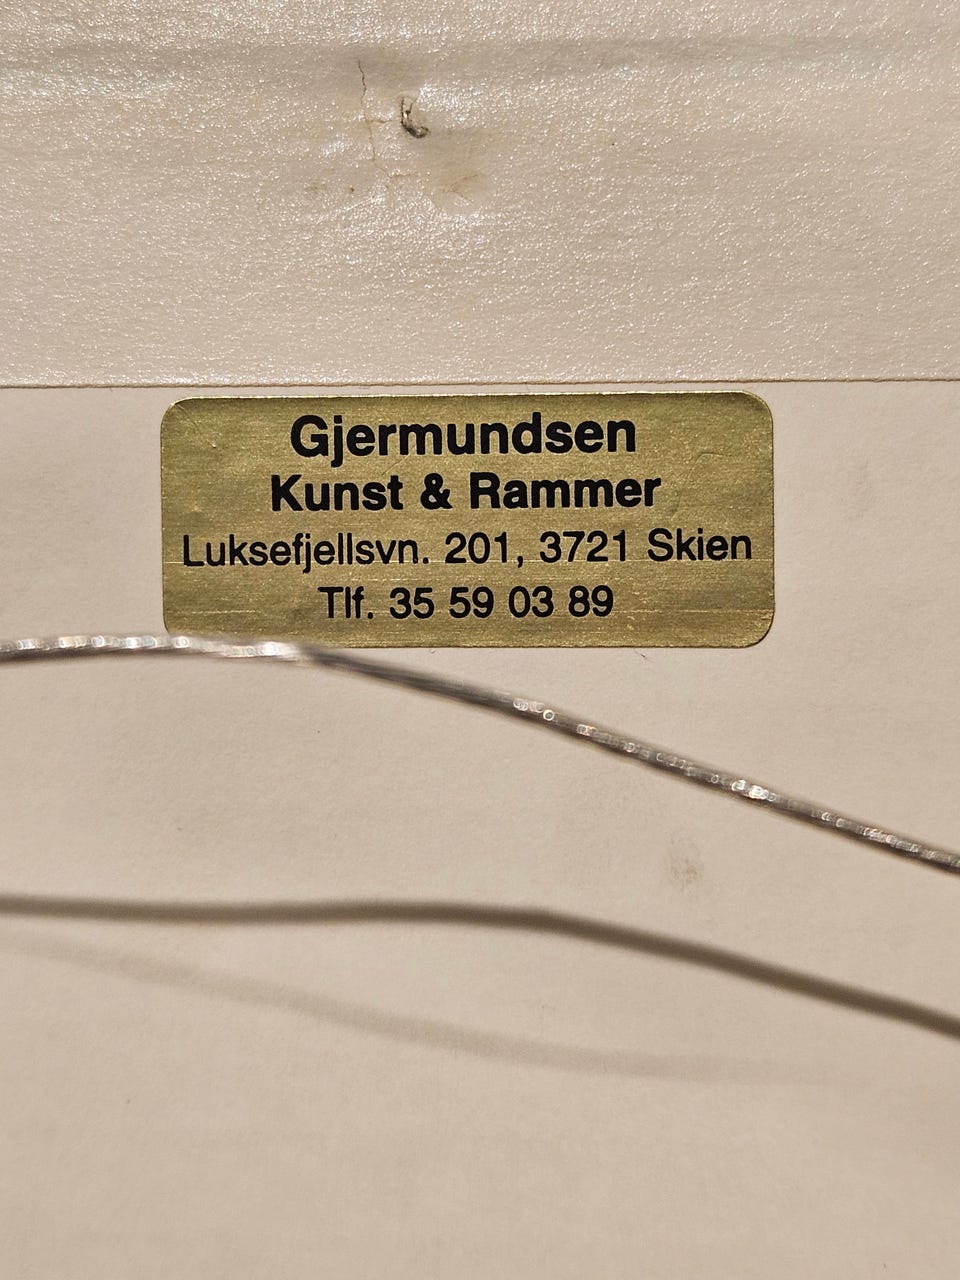 Gjermundsen
Kunst & Rammer
Luksefjellsvn. 201, 3721 Skien
Tlf. 35 59 03 89